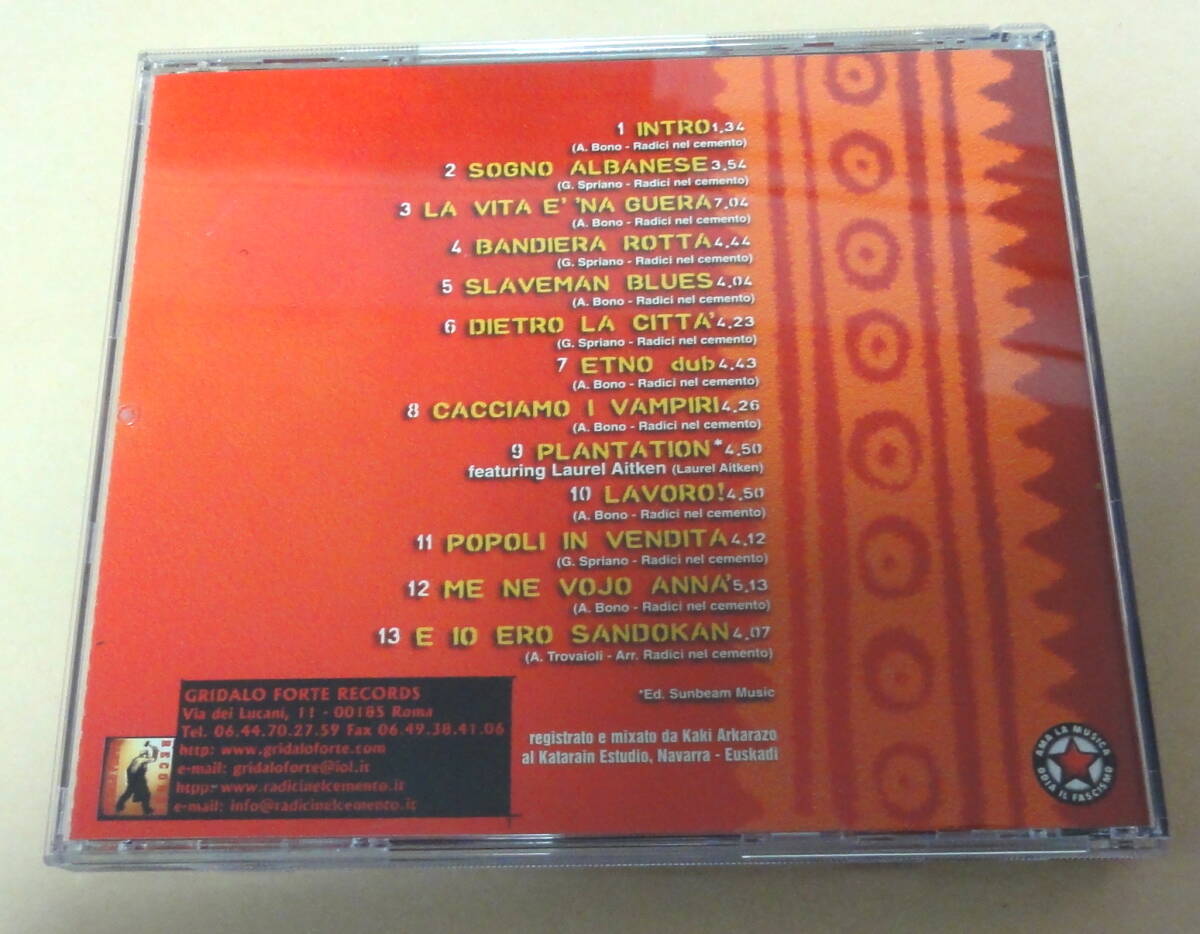 1 INTRO 1.34
(A. Bono - Radici nel cemento)
2 SOGNO ALBANESE 3.54
(G. Spriano - Radici nel cemento)
3 LA VITA E' 'NA GUERA 7.04
(A. Bono - Radici nel cemento)
4 BANDIERA ROTTA 4.44
(G. Spriano - Radici nel cemento)
5 SLAVEMAN BLUES 4.04
(A. Bono - Radici nel cemento)
6 DIETRO LA CITTA' 4.23
(G. Spriano - Radici nel cemento)
7 ETNO dub 4.43
(A. Bono - Radici nel cemento)
8 CACCIAMO I VAMPIRI 4.26
(A. Bono - Radici nel cemento)
9 PLANTATION* 4.50
featuring Laurel Aitken (Laurel Aitken)
10 LAVORO! 4.50
(A. Bono - Radici nel cemento)
11 POPOLI IN VENDITA 4.12
(G. Spriano - Radici nel cemento)
12 ME NE VOJO ANNA' 5.13
(A. Bono - Radici nel cemento)
13 E IO ERO SANDOKAN 4.07
(A. Trovaioli - Arr. Radici nel cemento)
*Ed. Sunbeam Music
registrato e mixato da Kaki Arkarazo
al Katarain Estudio, Navarra - Euskadi
GRIDALO FORTE RECORDS
Via dei Lucani, 11 - 00185 Roma
Tel. 06.44.70.27.59 Fax 06.49.38.41.06
http: www.gridaloforte.com
e-mail: gridaloforte@iol.it
htpp: www.radicinelcemento.it
e-mail: info@radicinelcemento.it
RECORDS
AMA LA MUSICA
ODIA IL FASCISMO